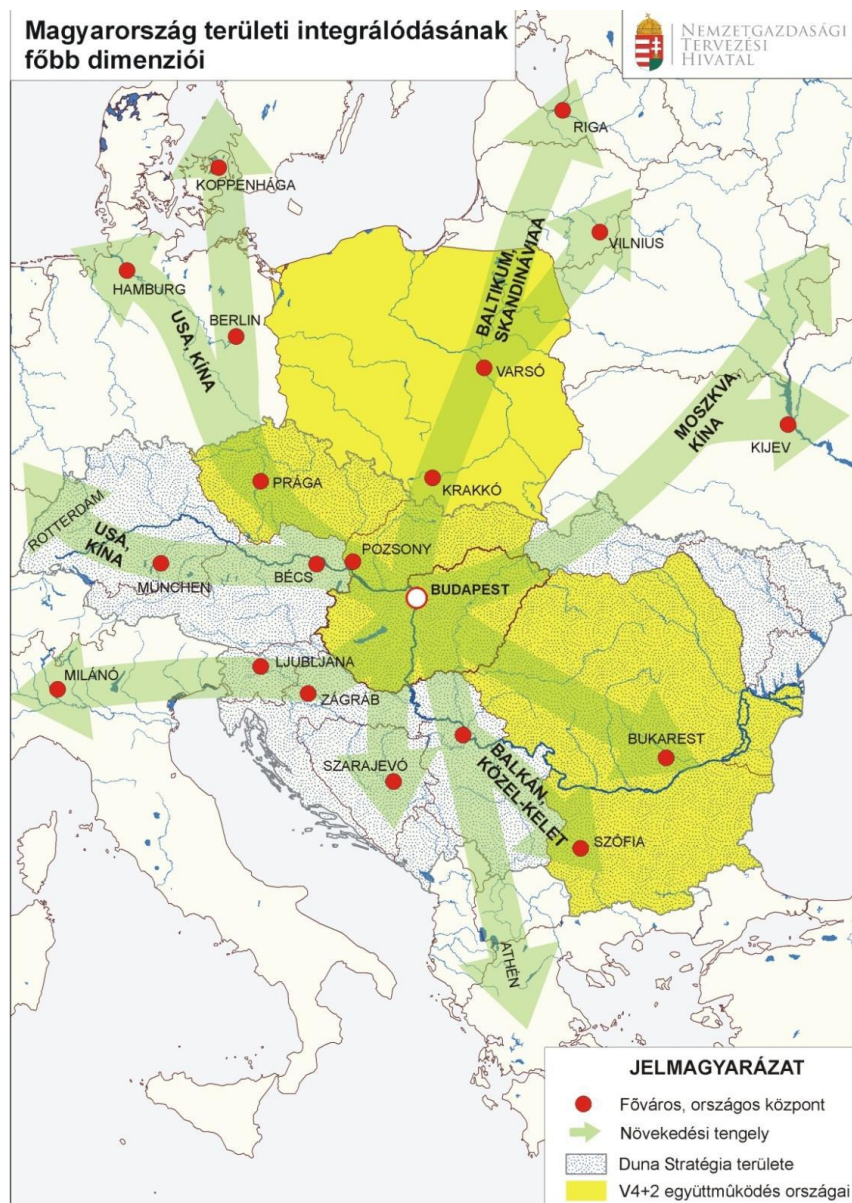 Magyarország területi integrálódásának
főbb dimenziói
NEMZETGAZDASÁGI
TERVEZÉSI
HIVATAL
RIGA
KOPPENHÁGA
VILNIUS
HAMBURG
BERLIN
USA, KÍNA
BALTIKUM,
SKANDINÁVIAA
VARSÓ
MOSZKVA,
KÍNA
KIJEV
PRÁGA
KRAKKÓ
ROTTERDAM
USA,
KÍNA
MÜNCHEN
BÉCS
POZSONY
BUDAPEST
MILÁNÓ
LJUBLJANA
ZÁGRÁB
SZARAJEVÓ
BUKAREST
BALKÁN,
KÖZEL-KELET
SZÓFIA
ATHÉN
JELMAGYARÁZAT
Fõváros, országos központ
Növekedési tengely
Duna Stratégia területe
V4+2 együttmûködés országai